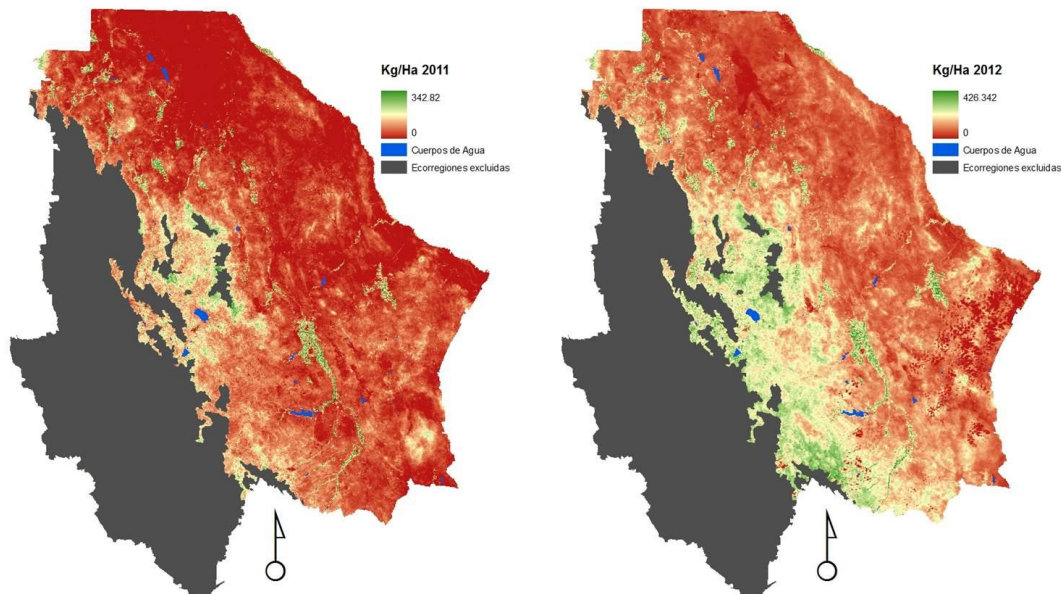 Kg/Ha 2011
342.82
0
Cuerpos de Agua
Ecorregiones excluidas
Kg/Ha 2012
426.342
0
Cuerpos de Agua
Ecorregiones excluidas